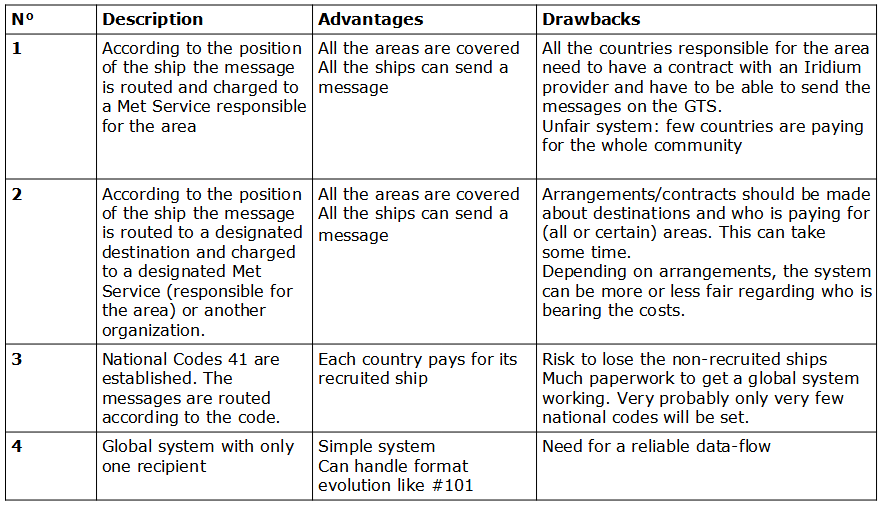 Nº
Description
Advantages
Drawbacks
1
According to the position
of the ship the message
is routed and charged to
a Met Service responsible
for the area
All the areas are covered
All the ships can send a
message
All the countries responsible for the area
need to have a contract with an Iridium
provider and have to be able to send the
messages on the GTS.
Unfair system: few countries are paying
for the whole community
2
According to the position
of the ship the message
is routed to a designated
destination and charged
to a designated Met
Service (responsible for
the area) or another
organization.
All the areas are covered
All the ships can send a
message
Arrangements/contracts should be made
about destinations and who is paying for
(all or certain) areas. This can take
some time.
Depending on arrangements, the system
can be more or less fair regarding who is
bearing the costs.
3
National Codes 41 are
established. The
messages are routed
according to the code.
Each country pays for its
recruited ship
Risk to lose the non-recruited ships
Much paperwork to get a global system
working. Very probably only very few
national codes will be set.
4
Global system with only
one recipient
Simple system
Can handle format
evolution like #101
Need for a reliable data-flow